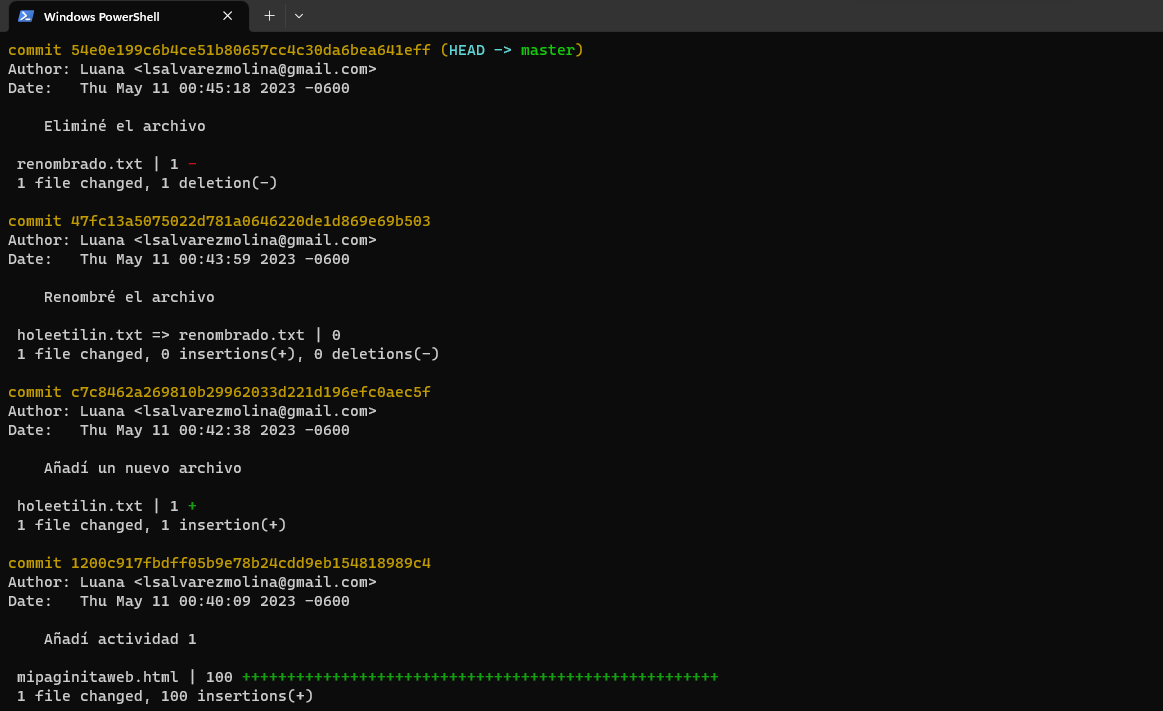 Windows PowerShell
commit 54e0e199c6b4ce51b80657cc4c30da6bea641eff (HEAD -> master)
Author: Luana <lsalvarezmolina@gmail.com>
Date:   Thu May 11 00:45:18 2023 -0600
Eliminé el archivo
renombrado.txt | 1 -
1 file changed, 1 deletion(-)
commit 47fc13a5075022d781a0646220de1d869e69b503
Author: Luana <lsalvarezmolina@gmail.com>
Date:   Thu May 11 00:43:59 2023 -0600
Renombré el archivo
holeetilin.txt => renombrado.txt | 0
1 file changed, 0 insertions(+), 0 deletions(-)
commit c7c8462a269810b29962033d221d196efc0aec5f
Author: Luana <lsalvarezmolina@gmail.com>
Date:   Thu May 11 00:42:38 2023 -0600
Añadí un nuevo archivo
holeetilin.txt | 1 +
1 file changed, 1 insertion(+)
commit 1200c917fbdff05b9e78b24cdd9eb154818989c4
Author: Luana <lsalvarezmolina@gmail.com>
Date:   Thu May 11 00:40:09 2023 -0600
Añadí actividad 1
mipaginitaweb.html | 100 +++++++++++++++++++++++++++++++++++++++++++++++++++++
1 file changed, 100 insertions(+)